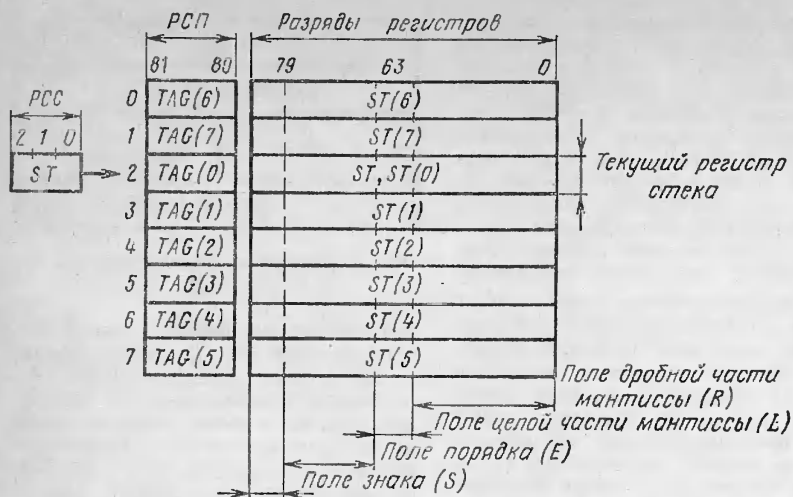 РСП Разряды регистров
81 80 79 63 0
РСС
2 1 0
ST
0 TAG(6) ST(6)
1 TAG(7) ST(7)
2 TAG(0) ST, ST(0)
3 TAG(1) ST(1)
4 TAG(2) ST(2)
5 TAG(3) ST(3)
6 TAG(4) ST(4)
7 TAG(5) ST(5)
Текущий регистр
стека
Поле дробной части
мантиссы (R)
Поле целой части мантиссы (L)
Поле порядка (E)
Поле знака (S)